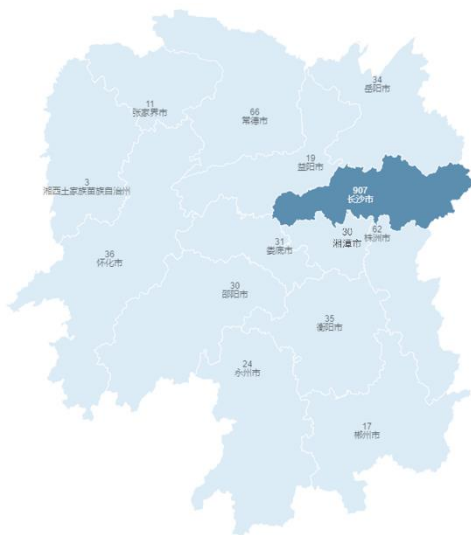 34
岳阳市
11
张家界市
66
常德市
19
益阳市
3
湘西土家族苗族自治州
907
长沙市
31
娄底市
30
湘潭市
62
株洲市
36
怀化市
30
邵阳市
35
衡阳市
24
永州市
17
郴州市